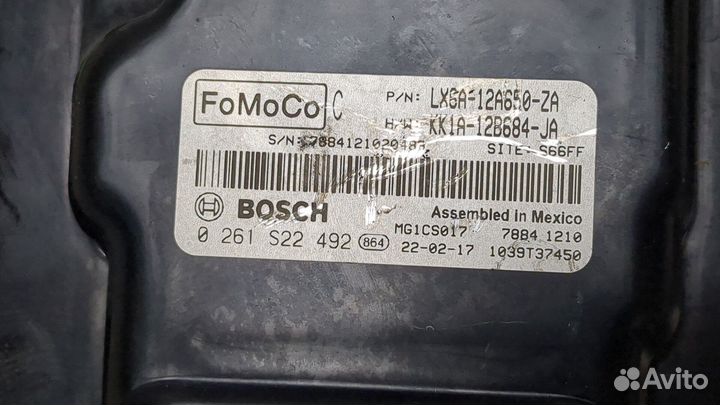 FoMoCo C P/N: LX6A-12A650-ZA
H/W: KK1A-12B684-JA
S/N: SITE: S66FF
BOSCH Assembled in Mexico
0 261 S22 492 864 MG1CS017 7884 1210
22-02-17 1039T37450
Avito